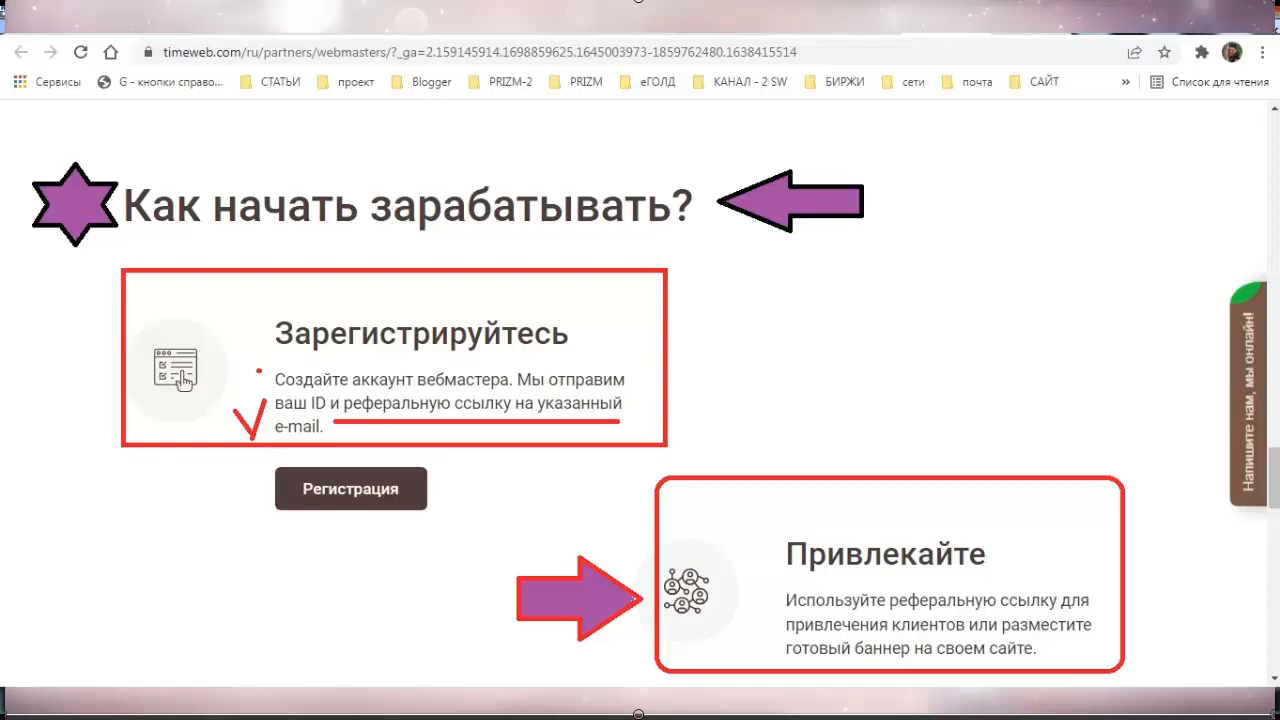 timeweb.com/ru/partners/webmasters/?_ga=2.159145914.1698859625.1645003973-1859762480.1638415514
Сервисы G - кнопки справо... СТАТЬИ проект Blogger PRIZM-2 PRIZM еГОЛД КАНАЛ - 2 SW БИРЖИ сети почта САЙТ » Список для чтения
Как начать зарабатывать?
Зарегистрируйтесь
Создайте аккаунт вебмастера. Мы отправим
ваш ID и реферальную ссылку на указанный
e-mail.
Регистрация
Напишите нам, мы онлайн!
Привлекайте
Используйте реферальную ссылку для
привлечения клиентов или разместите
готовый баннер на своем сайте.